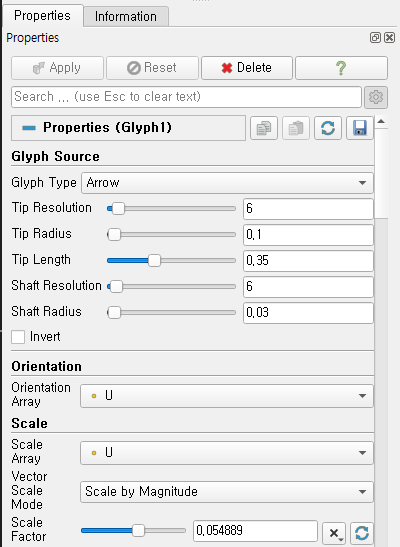 Properties
Information
Properties
Apply
Reset
Delete
?
Search ... (use Esc to clear text)
Properties (Glyph1)
Glyph Source
Glyph Type
Arrow
Tip Resolution
6
Tip Radius
0,1
Tip Length
0,35
Shaft Resolution
6
Shaft Radius
0,03
Invert
Orientation
Orientation
Array
U
Scale
Scale
Array
U
Vector
Scale
Mode
Scale by Magnitude
Scale
Factor
0,054889